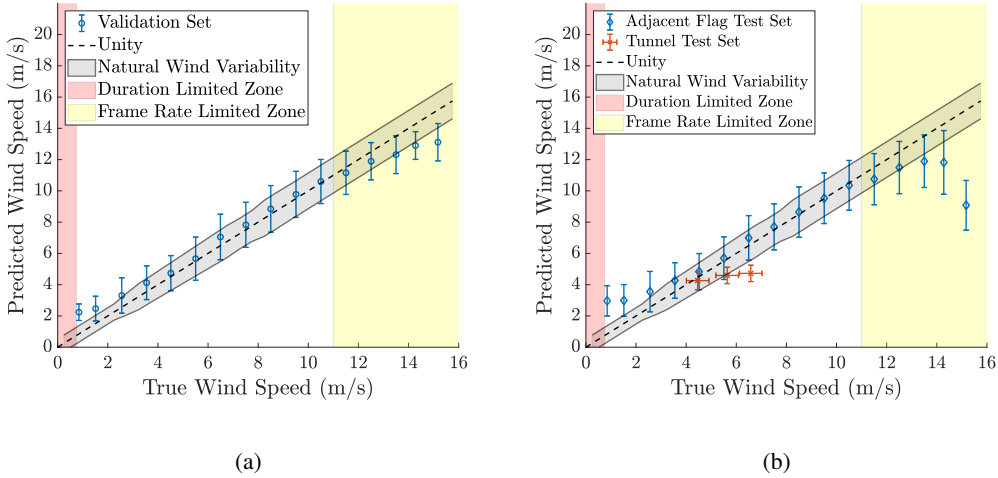 Validation Set
Unity
Natural Wind Variability
Duration Limited Zone
Frame Rate Limited Zone
Predicted Wind Speed (m/s)
20
18
16
14
12
10
8
6
4
2
0
0 2 4 6 8 10 12 14 16
True Wind Speed (m/s)
(a)
Adjacent Flag Test Set
Tunnel Test Set
Unity
Natural Wind Variability
Duration Limited Zone
Frame Rate Limited Zone
Predicted Wind Speed (m/s)
20
18
16
14
12
10
8
6
4
2
0
0 2 4 6 8 10 12 14 16
True Wind Speed (m/s)
(b)